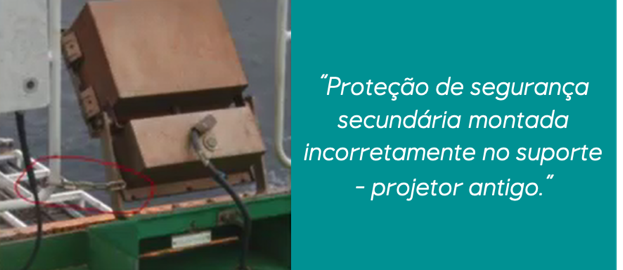 "Proteção de segurança
secundária montada
incorretamente no suporte
- projetor antigo."